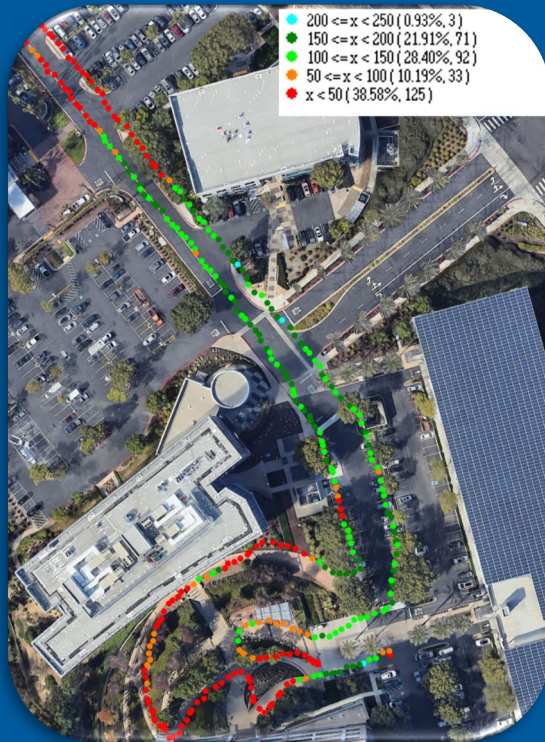 200 <=x < 250 ( 0.93%, 3 )
150 <=x < 200 ( 21.91%, 71 )
100 <=x < 150 ( 28.40%, 92 )
50 <=x < 100 ( 10.19%, 33 )
x < 50 ( 38.58%, 125 )